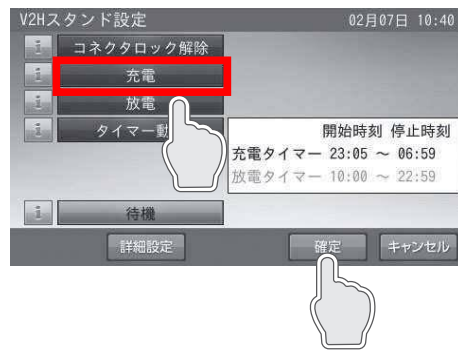 V2Hスタンド設定 02月07日 10:40
i コネクタロック解除
i 充電
i 放電
i タイマー動
開始時刻 停止時刻
充電タイマー 23:05 ～ 06:59
放電タイマー 10:00 ～ 22:59
i 待機
詳細設定 確定 キャンセル